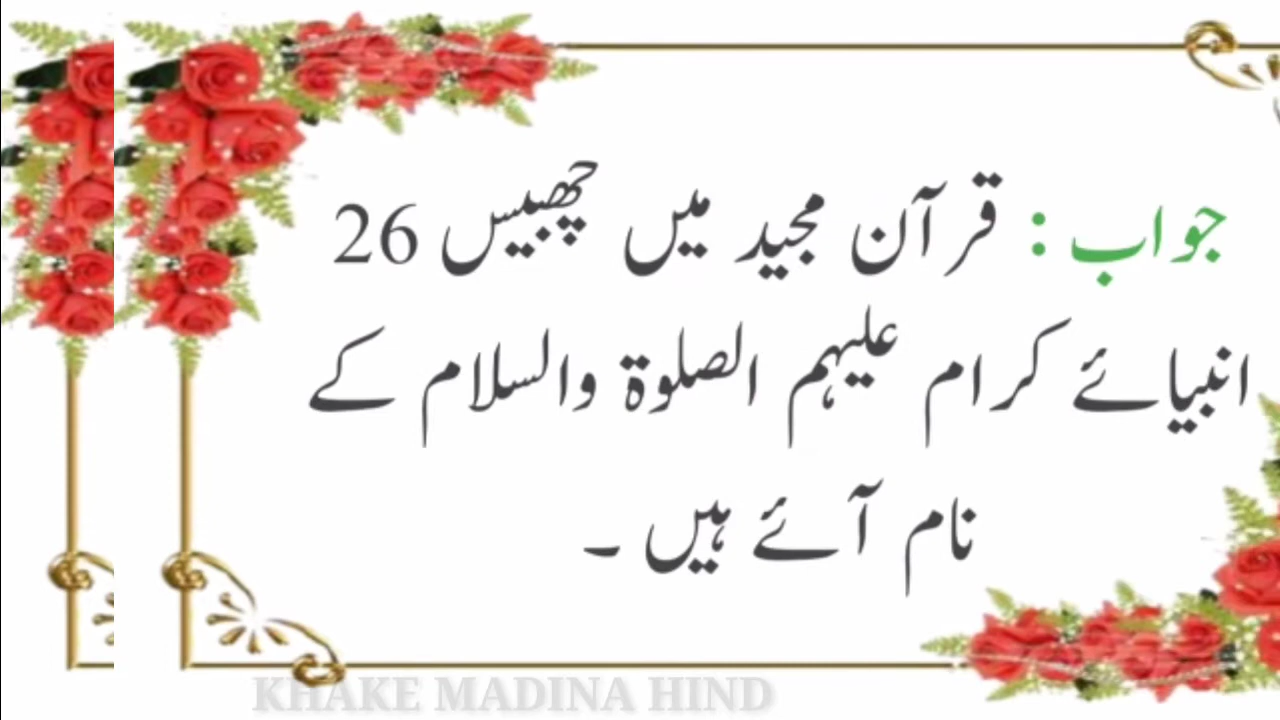 جواب : قرآن مجید میں چھبیس 26
انبیائے کرام علیہم الصلوۃ والسلام کے
نام آئے ہیں ۔
KHAKE MADINA HIND